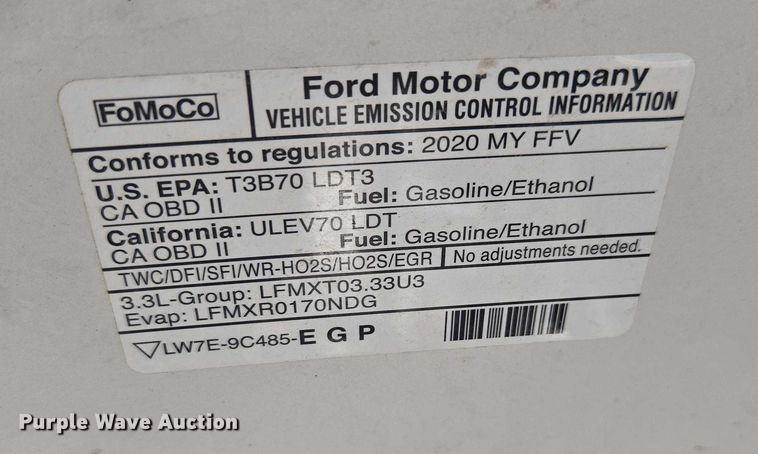 FoMoCo
Ford Motor Company
VEHICLE EMISSION CONTROL INFORMATION
Conforms to regulations: 2020 MY FFV
U.S. EPA: T3B70 LDT3
CA OBD II Fuel: Gasoline/Ethanol
California: ULEV70 LDT
CA OBD II Fuel: Gasoline/Ethanol
TWC/DFI/SFI/WR-HO2S/HO2S/EGR No adjustments needed.
3.3L-Group: LFMXT03.33U3
Evap: LFMXR0170NDG
LW7E-9C485-E G P
Purple Wave Auction